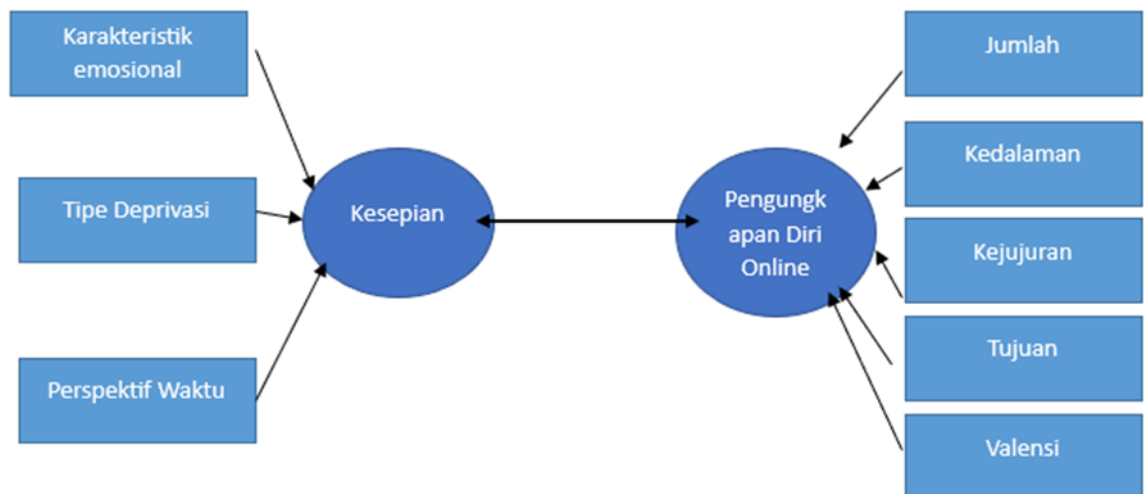 Karakteristik
emosional
Tipe Deprivasi
Perspektif Waktu
Kesepian
Pengungk
apan Diri
Online
Jumlah
Kedalaman
Kejujuran
Tujuan
Valensi